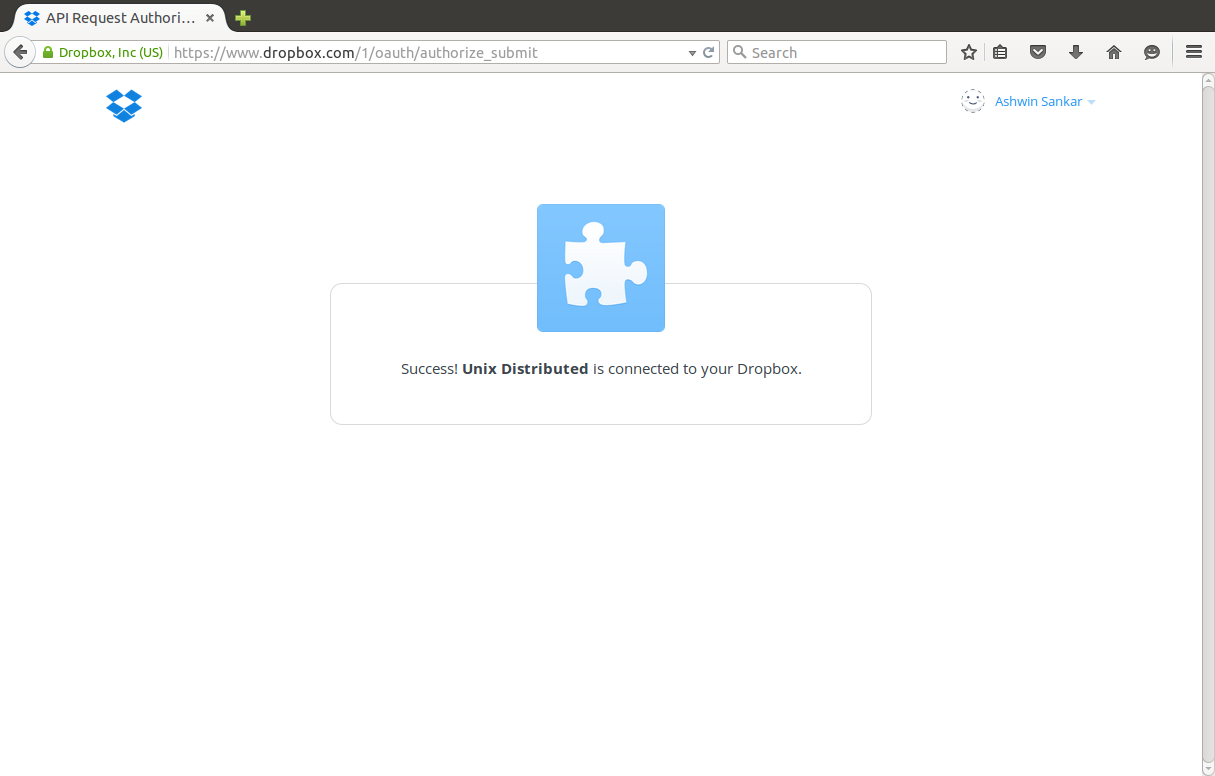 API Request Authori...
Dropbox, Inc (US)
https://www.dropbox.com/1/oauth/authorize_submit
Search
Ashwin Sankar
Success! Unix Distributed is connected to your Dropbox.